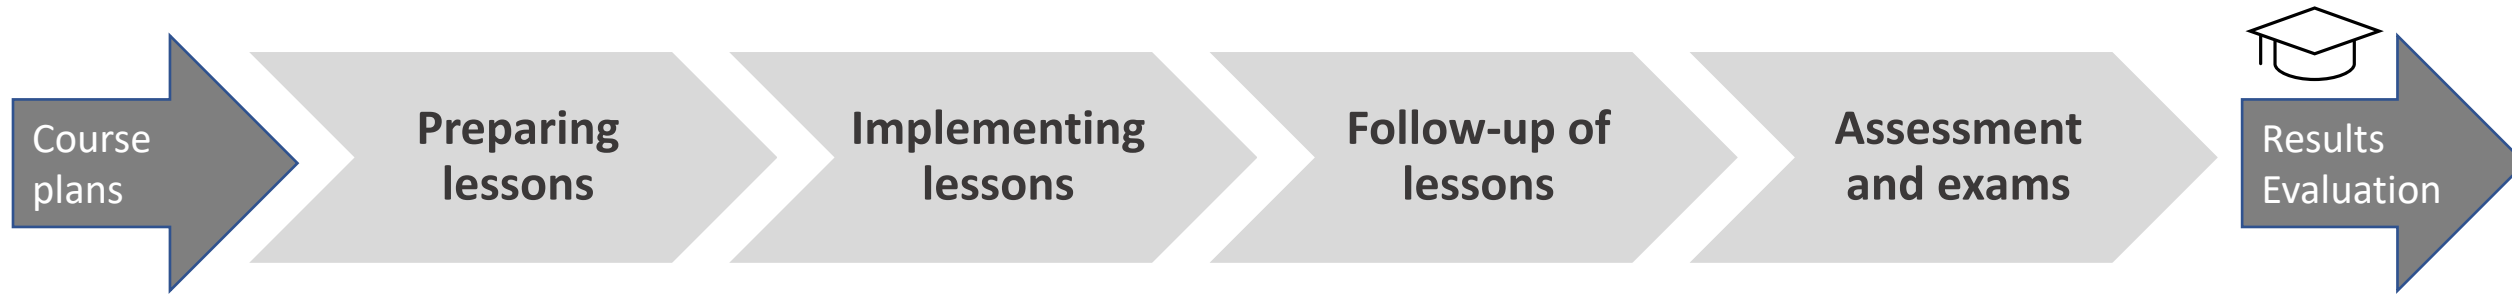 Course
plans
Preparing
lessons
Implementing
lessons
Follow-up of
lessons
Assessment
and exams
Results
Evaluation